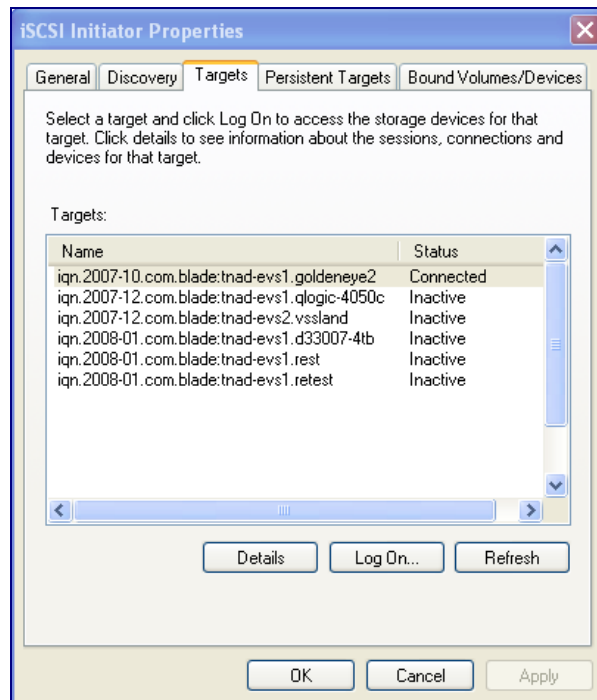 iSCSI Initiator Properties
General Discovery Targets Persistent Targets Bound Volumes/Devices
Select a target and click Log On to access the storage devices for that
target. Click details to see information about the sessions, connections and
devices for that target.
Targets:
Name Status
iqn.2007-10.com.blade:tnad-evs1.goldeneye2 Connected
iqn.2007-12.com.blade:tnad-evs1.qlogic-4050c Inactive
iqn.2007-12.com.blade:tnad-evs2.vssland Inactive
iqn.2008-01.com.blade:tnad-evs1.d33007-4tb Inactive
iqn.2008-01.com.blade:tnad-evs1.rest Inactive
iqn.2008-01.com.blade:tnad-evs1.retest Inactive
Details Log On... Refresh
OK Cancel Apply